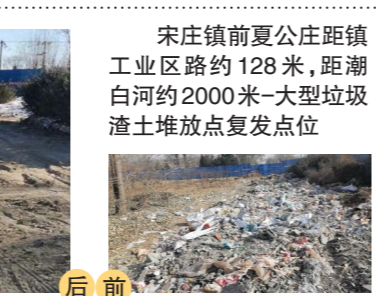 宋庄镇前夏公庄距镇
工业区路约128米，距潮
白河约2000米-大型垃圾
渣土堆放点复发点位
后 前